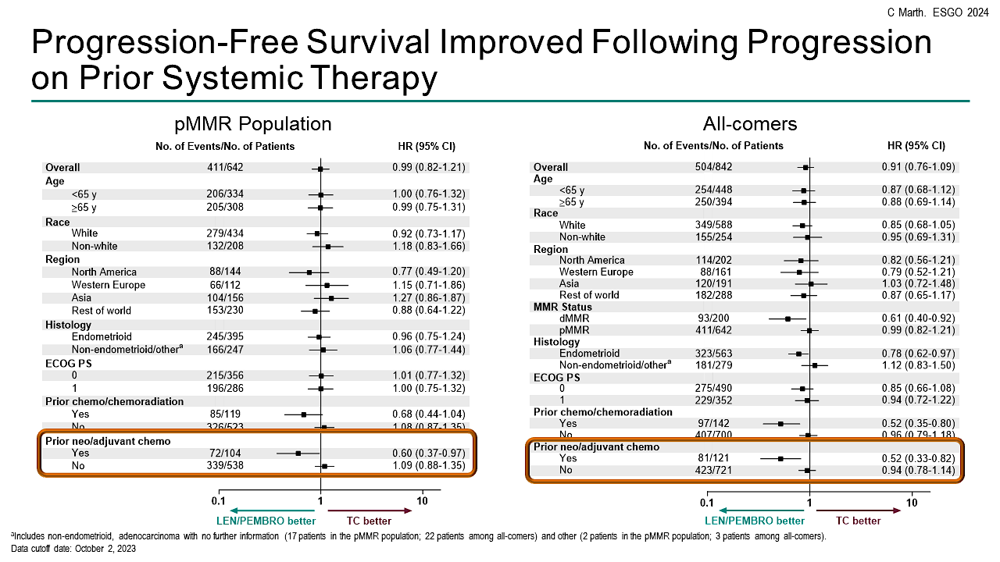 C Marth. ESGO 2024
Progression-Free Survival Improved Following Progression
on Prior Systemic Therapy
pMMR Population
No. of Events/No. of Patients HR (95% CI)
Overall 411/642 0.99 (0.82-1.21)
Age
<65 y 206/334 1.00 (0.76-1.32)
≥65 y 205/308 0.99 (0.75-1.31)
Race
White 279/434 0.92 (0.73-1.17)
Non-white 132/208 1.18 (0.83-1.66)
Region
North America 88/144 0.77 (0.49-1.20)
Western Europe 66/112 1.15 (0.71-1.86)
Asia 104/156 1.27 (0.86-1.87)
Rest of world 153/230 0.88 (0.64-1.22)
Histology
Endometrioid 245/395 0.96 (0.75-1.24)
Non-endometrioid/otherᵃ 166/247 1.06 (0.77-1.44)
ECOG PS
0 215/356 1.01 (0.77-1.32)
1 196/286 1.00 (0.75-1.32)
Prior chemo/chemoradiation
Yes 85/119 0.68 (0.44-1.04)
No 326/523 1.08 (0.87-1.35)
Prior neo/adjuvant chemo
Yes 72/104 0.60 (0.37-0.97)
No 339/538 1.09 (0.88-1.35)
0.1 1 10
LEN/PEMBRO better TC better
All-comers
No. of Events/No. of Patients HR (95% CI)
Overall 504/842 0.91 (0.76-1.09)
Age
<65 y 254/448 0.87 (0.68-1.12)
≥65 y 250/394 0.88 (0.69-1.14)
Race
White 349/588 0.85 (0.68-1.05)
Non-white 155/254 0.95 (0.69-1.31)
Region
North America 114/202 0.82 (0.56-1.21)
Western Europe 88/161 0.79 (0.52-1.21)
Asia 120/191 1.03 (0.72-1.48)
Rest of world 182/288 0.87 (0.65-1.17)
MMR Status
dMMR 93/200 0.61 (0.40-0.92)
pMMR 411/642 0.99 (0.82-1.21)
Histology
Endometrioid 323/563 0.78 (0.62-0.97)
Non-endometrioid/otherᵃ 181/279 1.12 (0.83-1.50)
ECOG PS
0 275/490 0.85 (0.66-1.08)
1 229/352 0.94 (0.72-1.22)
Prior chemo/chemoradiation
Yes 97/142 0.52 (0.35-0.80)
No 407/700 0.96 (0.79-1.18)
Prior neo/adjuvant chemo
Yes 81/121 0.52 (0.33-0.82)
No 423/721 0.94 (0.78-1.14)
0.1 1 10
LEN/PEMBRO better TC better
ᵃIncludes non-endometrioid, adenocarcinoma with no further information (17 patients in the pMMR population; 22 patients among all-comers) and other (2 patients in the pMMR population; 3 patients among all-comers).
Data cutoff date: October 2, 2023